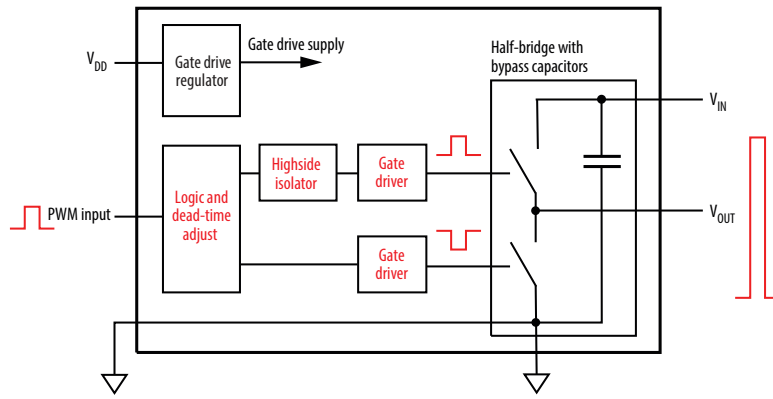 V_DD
Gate drive
regulator
Gate drive supply
Half-bridge with
bypass capacitors
V_IN
PWM input
Logic and
dead-time
adjust
Highside
isolator
Gate
driver
Gate
driver
V_OUT